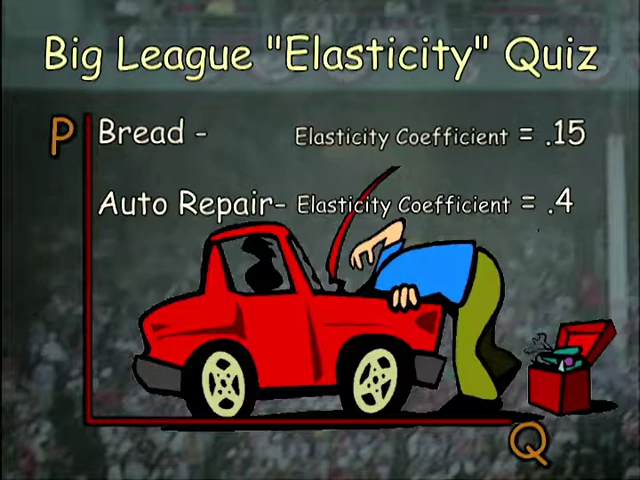 Big League "Elasticity" Quiz
P
Bread - Elasticity Coefficient = .15
Auto Repair- Elasticity Coefficient = .4
Q